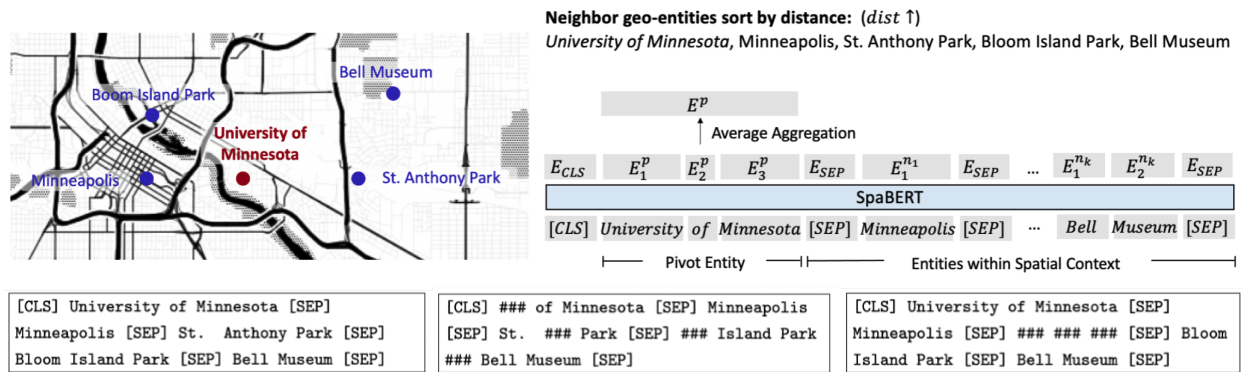 Bell Museum
Boom Island Park
University of
Minnesota
Minneapolis
St. Anthony Park
Neighbor geo-entities sort by distance: (dist ↑)
University of Minnesota, Minneapolis, St. Anthony Park, Bloom Island Park, Bell Museum
E^p
Average Aggregation
E_CLS E_1^p E_2^p E_3^p E_SEP E_1^{n_1} E_SEP ... E_1^{n_k} E_2^{n_k} E_SEP
SpaBERT
[CLS] University of Minnesota [SEP] Minneapolis [SEP] ... Bell Museum [SEP]
Pivot Entity Entities within Spatial Context
[CLS] University of Minnesota [SEP]
Minneapolis [SEP] St. Anthony Park [SEP]
Bloom Island Park [SEP] Bell Museum [SEP]
[CLS] ### of Minnesota [SEP] Minneapolis
[SEP] St. ### Park [SEP] ### Island Park
### Bell Museum [SEP]
[CLS] University of Minnesota [SEP]
Minneapolis [SEP] ### ### ### [SEP] Bloom
Island Park [SEP] Bell Museum [SEP]